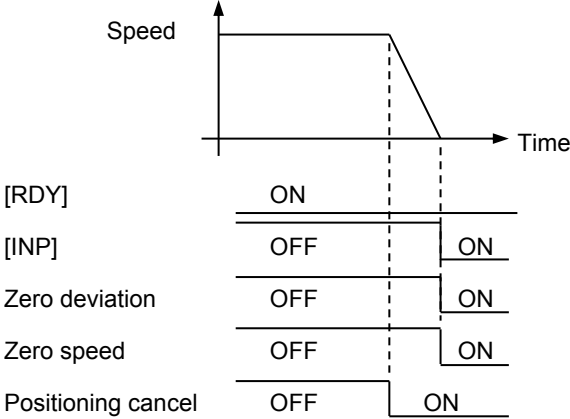 Speed
Time
[RDY] ON
[INP] OFF ON
Zero deviation OFF ON
Zero speed OFF ON
Positioning cancel OFF ON